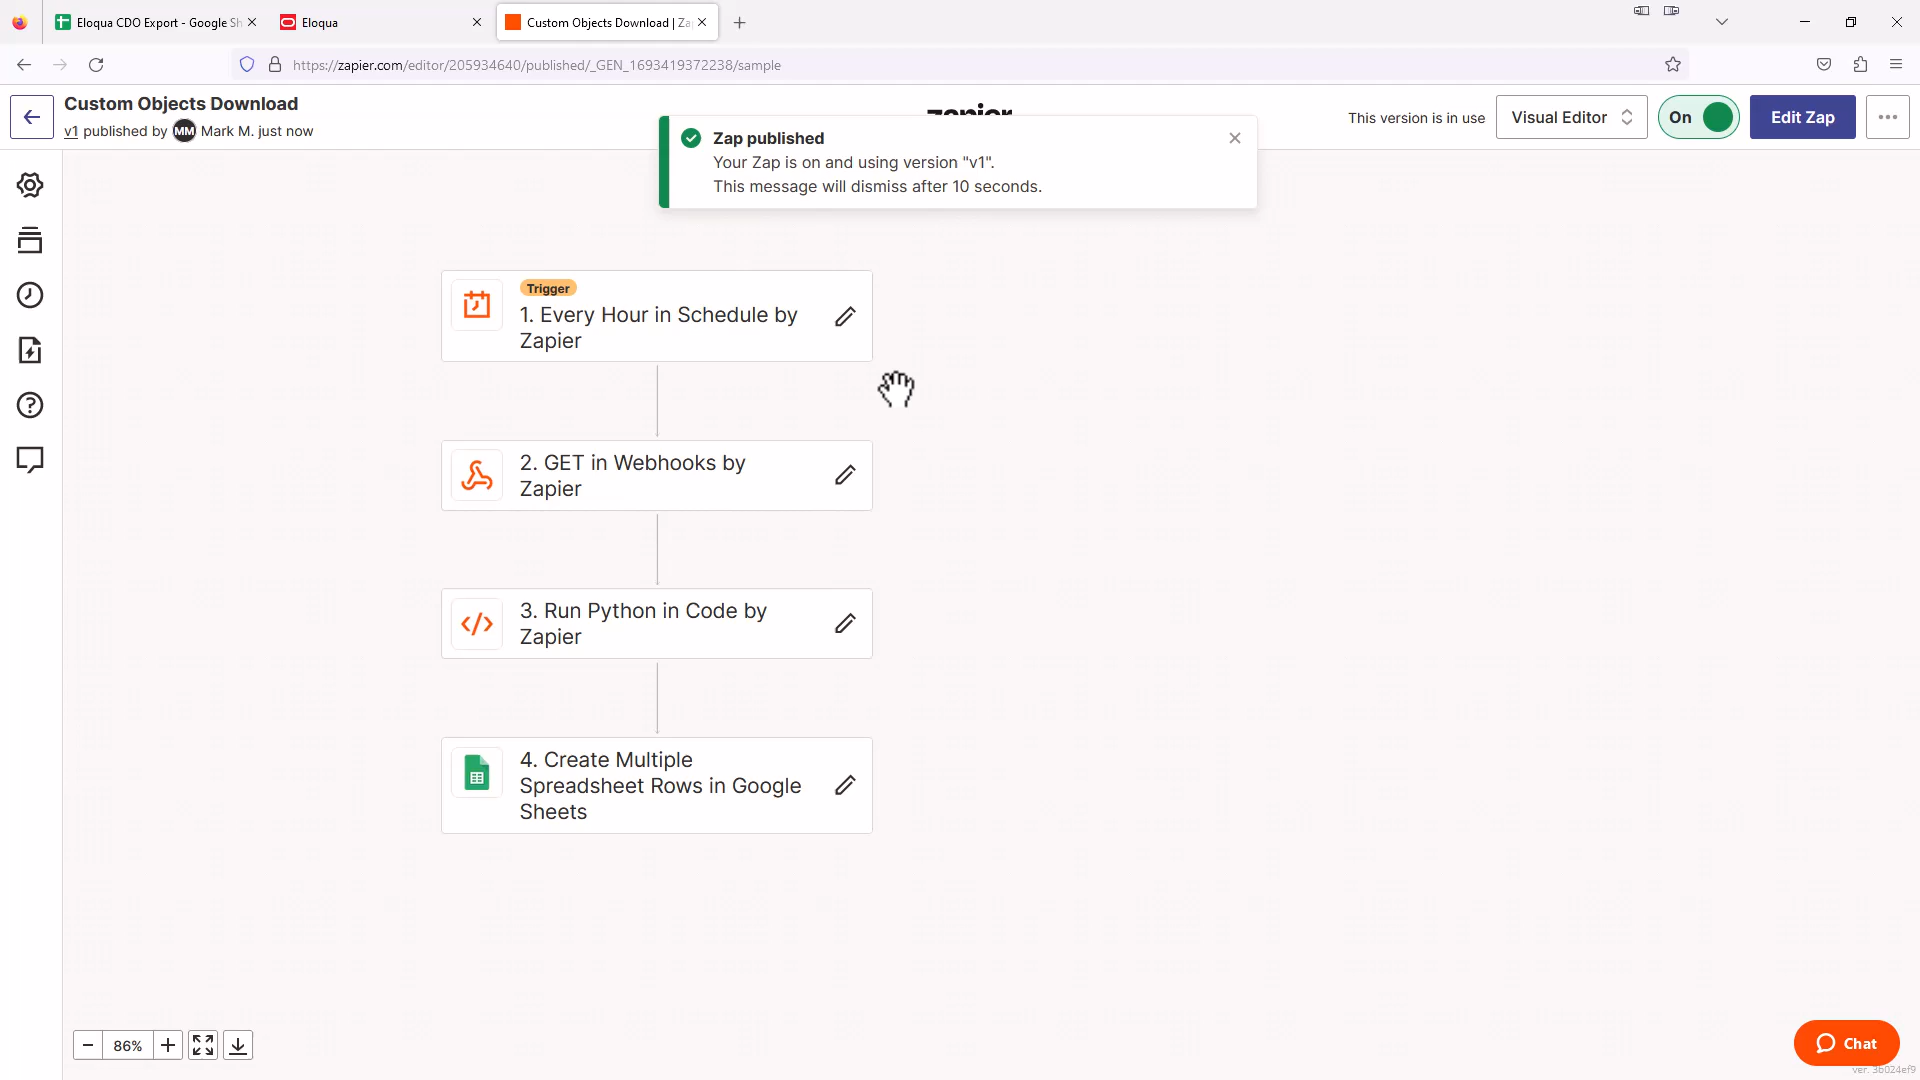 Eloqua CDO Export - Google Sh
Eloqua
Custom Objects Download | Za
https://zapier.com/editor/205934640/published/_GEN_1693419372238/sample
Custom Objects Download
v1 published by MM Mark M. just now
zapier
This version is in use
Visual Editor
On
Edit Zap
Zap published
Your Zap is on and using version "v1".
This message will dismiss after 10 seconds.
Trigger
1. Every Hour in Schedule by
Zapier
2. GET in Webhooks by
Zapier
3. Run Python in Code by
Zapier
4. Create Multiple
Spreadsheet Rows in Google
Sheets
86%
Chat
ver. 3b024ef9